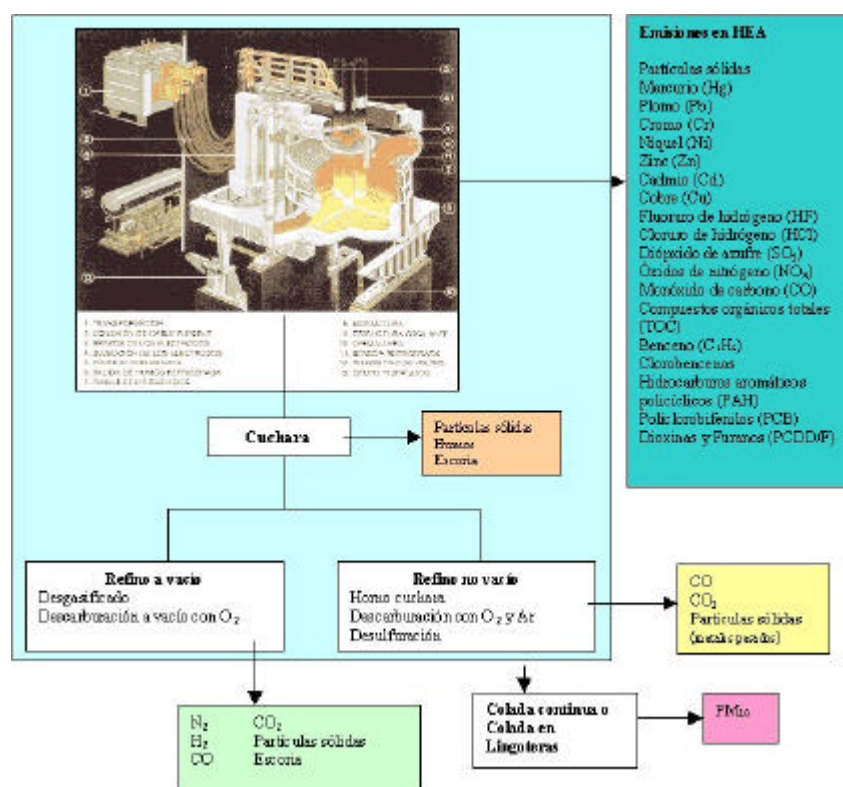 Emisiones en HEA
Partículas sólidas
Mercurio (Hg)
Plomo (Pb)
Cromo (Cr)
Níquel (Ni)
Zinc (Zn)
Cadmio (Cd)
Cobre (Cu)
Fluoruro de hidrógeno (HF)
Cloruro de hidrógeno (HCl)
Dióxido de azufre (SO₂)
Óxidos de nitrógeno (NOₓ)
Monóxido de carbono (CO)
Compuestos orgánicos totales
(TOC)
Benceno (C₆H₆)
Clorobencenos
Hidrocarburos aromáticos
policíclicos (PAH)
Policlorobifenilos (PCB)
Dioxinas y Furanos (PCDD/F)
1. TRANSFORMADOR
Cuchara
Partículas sólidas
Humos
Escoria
Refino a vacío
Desgasificado
Descarburación a vacío con O₂
Refino no vacío
Horno cuchara
Descarburación con O₂ y Ar
Desulfuración
CO
CO₂
Partículas sólidas
(metales pesados)
N₂ CO₂
H₂ Partículas sólidas
CO Escoria
Colada continua o
Colada en
Lingoteras
PM₁₀